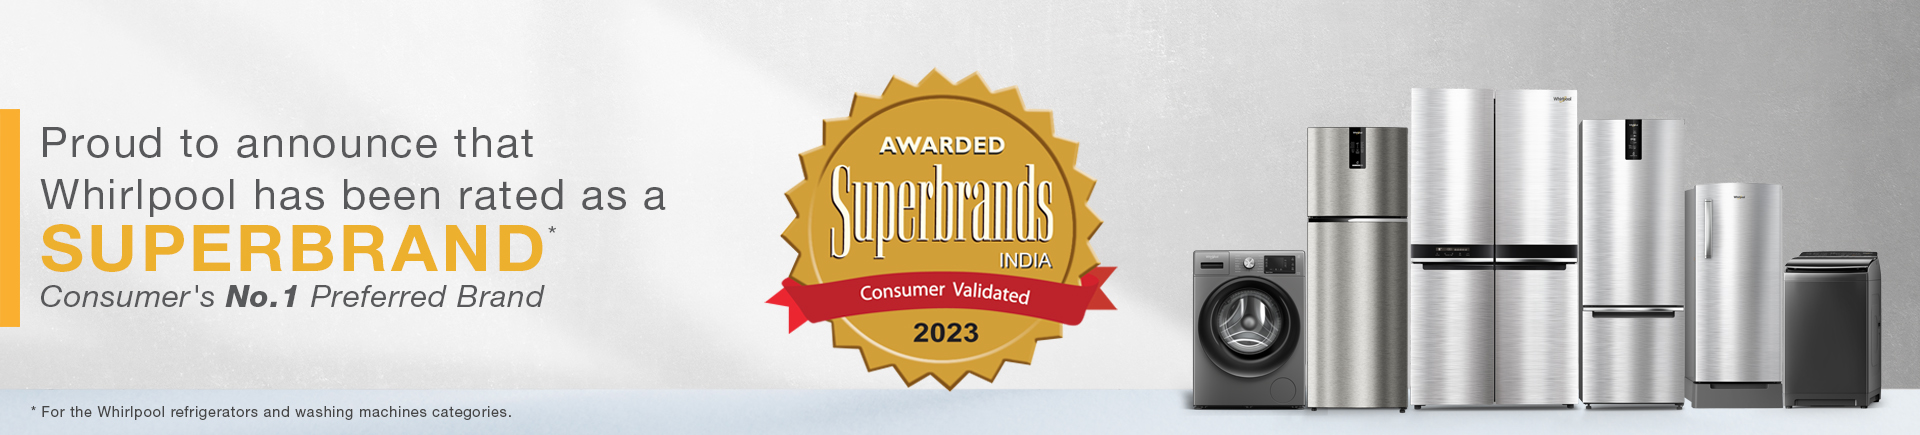 Proud to announce that
Whirlpool has been rated as a
SUPERBRAND*
Consumer's No.1 Preferred Brand
* For the Whirlpool refrigerators and washing machines categories.
AWARDED
Superbrands
INDIA
Consumer Validated
2023
Whirlpool